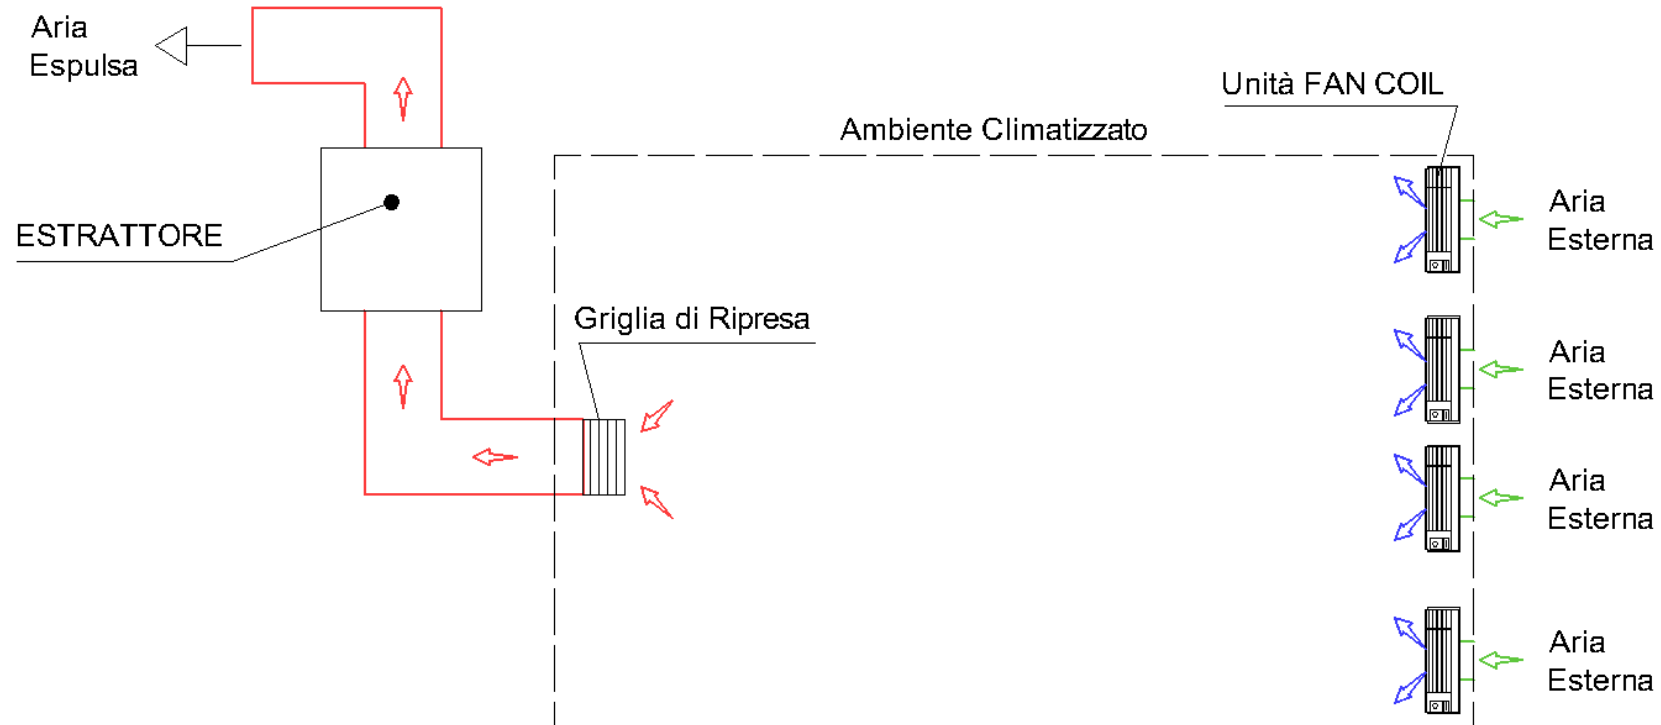 Aria
Espulsa
Unità FAN COIL
Ambiente Climatizzato
Aria
Esterna
ESTRATTORE
Griglia di Ripresa
Aria
Esterna
Aria
Esterna
Aria
Esterna